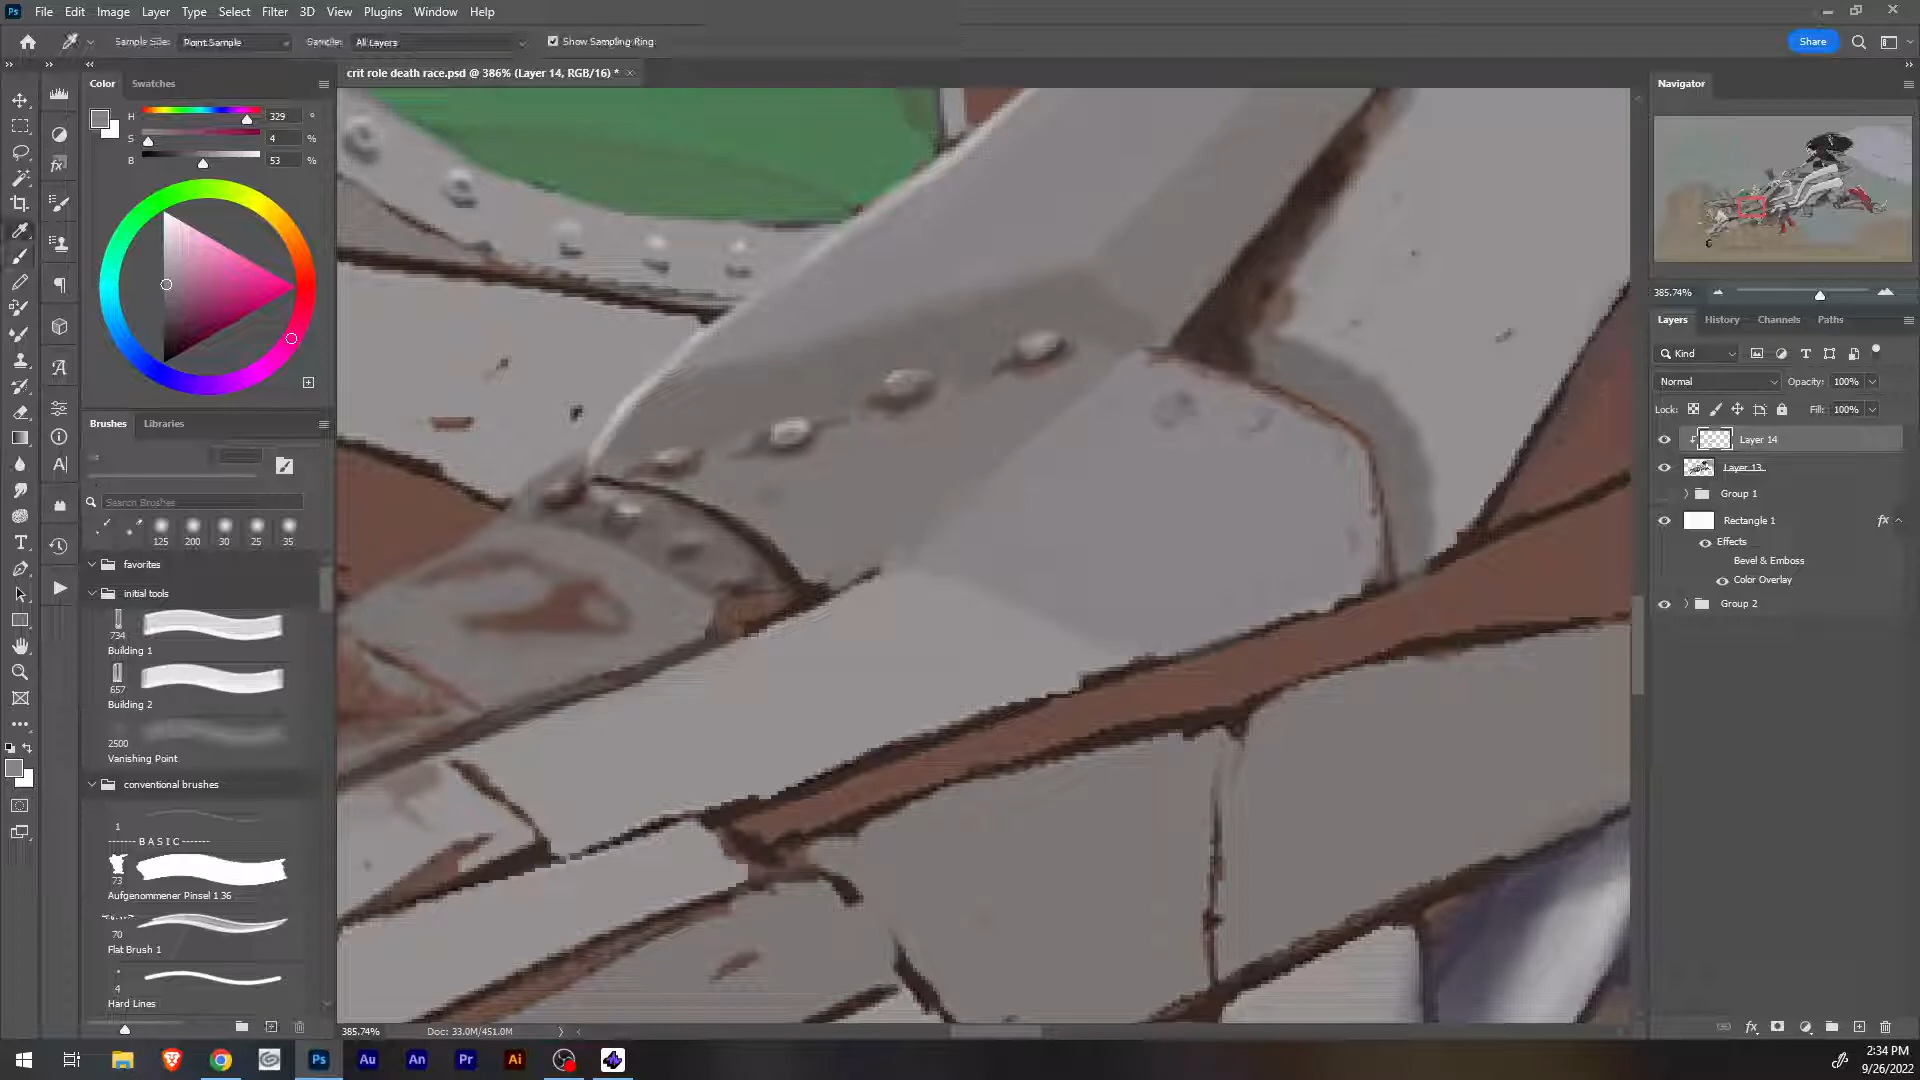 Ps File Edit Image Layer Type Select Filter 3D View Plugins Window Help
Sample Size: Point Sample Sample: All Layers Show Sampling Ring
Share
crit role death race.psd @ 386% (Layer 14, RGB/16) *
Color Swatches
H 329 °
S 4 %
B 53 %
Brushes Libraries
Search Brushes
125 200 30 25 35
favorites
initial tools
734
Building 1
657
Building 2
2500
Vanishing Point
conventional brushes
1
------- B A S I C -------
73
Aufgenommener Pinsel 1 36
70
Flat Brush 1
4
Hard Lines
Navigator
385.74%
Layers History Channels Paths
Kind
Normal Opacity: 100%
Lock: Fill: 100%
Layer 14
Layer 13
Group 1
Rectangle 1 fx
Effects
Bevel & Emboss
Color Overlay
Group 2
385.74% Doc: 33.0M/451.0M
Ps Au An Pr Ai
2:34 PM
9/26/2022